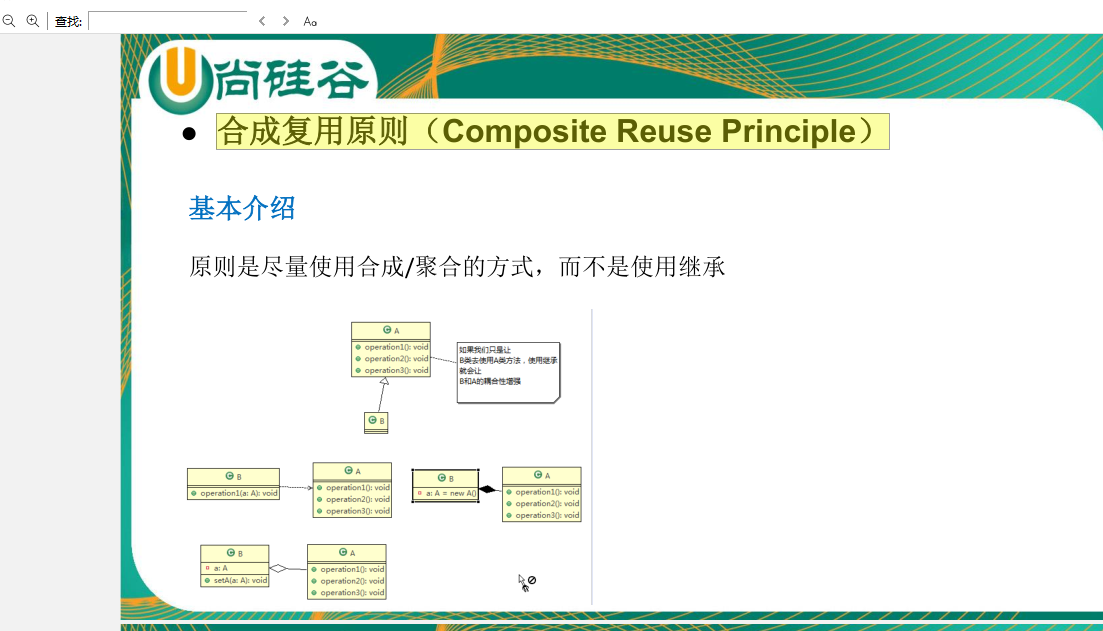 查找:
Aa
尚硅谷
合成复用原则（Composite Reuse Principle）
基本介绍
原则是尽量使用合成/聚合的方式，而不是使用继承
C A
operation1(): void
operation2(): void
operation3(): void
如果我们只是让
B类去使用A类方法，使用继承
就会让
B和A的耦合性增强
C B
C B
operation1(a: A): void
C A
operation1(): void
operation2(): void
operation3(): void
C B
a: A = new A()
C A
operation1(): void
operation2(): void
operation3(): void
C B
a: A
setA(a: A): void
C A
operation1(): void
operation2(): void
operation3(): void